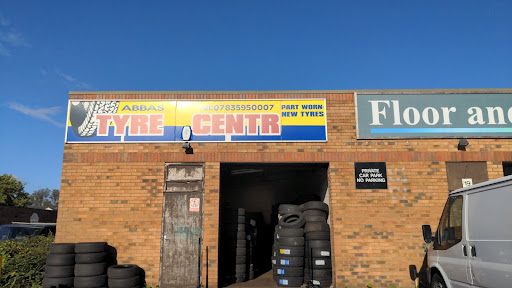 ABBAS
07835950007
TYRE CENTR
PART WORN
NEW TYRES
Floor and
PRIVATE
CAR PARK
NO PARKING